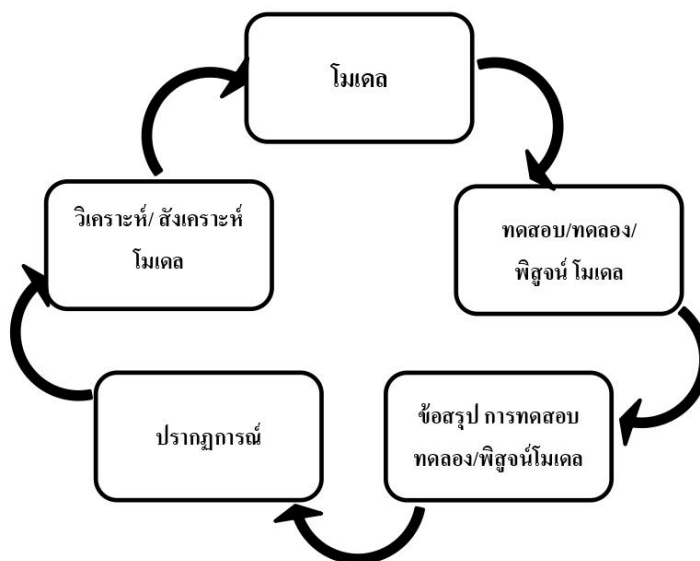 โมเดล
วิเคราะห์/ สังเคราะห์
โมเดล
ทดสอบ/ทดลอง/
พิสูจน์ โมเดล
ปรากฏการณ์
ข้อสรุป การทดสอบ
ทดลอง/พิสูจน์โมเดล